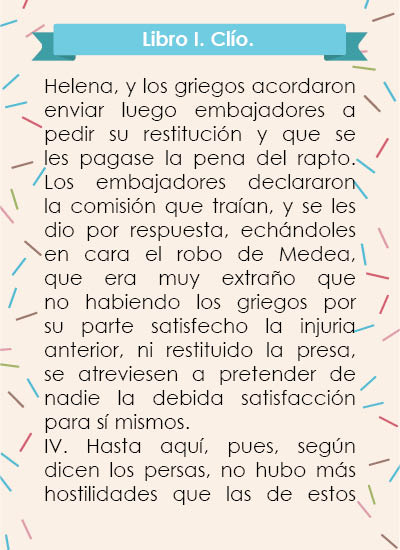 Libro I. Clío.
Helena, y los griegos acordaron
enviar luego embajadores a
pedir su restitución y que se
les pagase la pena del rapto.
Los embajadores declararon
la comisión que traían, y se les
dio por respuesta, echándoles
en cara el robo de Medea,
que era muy extraño que
no habiendo los griegos por
su parte satisfecho la injuria
anterior, ni restituido la presa,
se atreviesen a pretender de
nadie la debida satisfacción
para sí mismos.
IV. Hasta aquí, pues, según
dicen los persas, no hubo más
hostilidades que las de estos